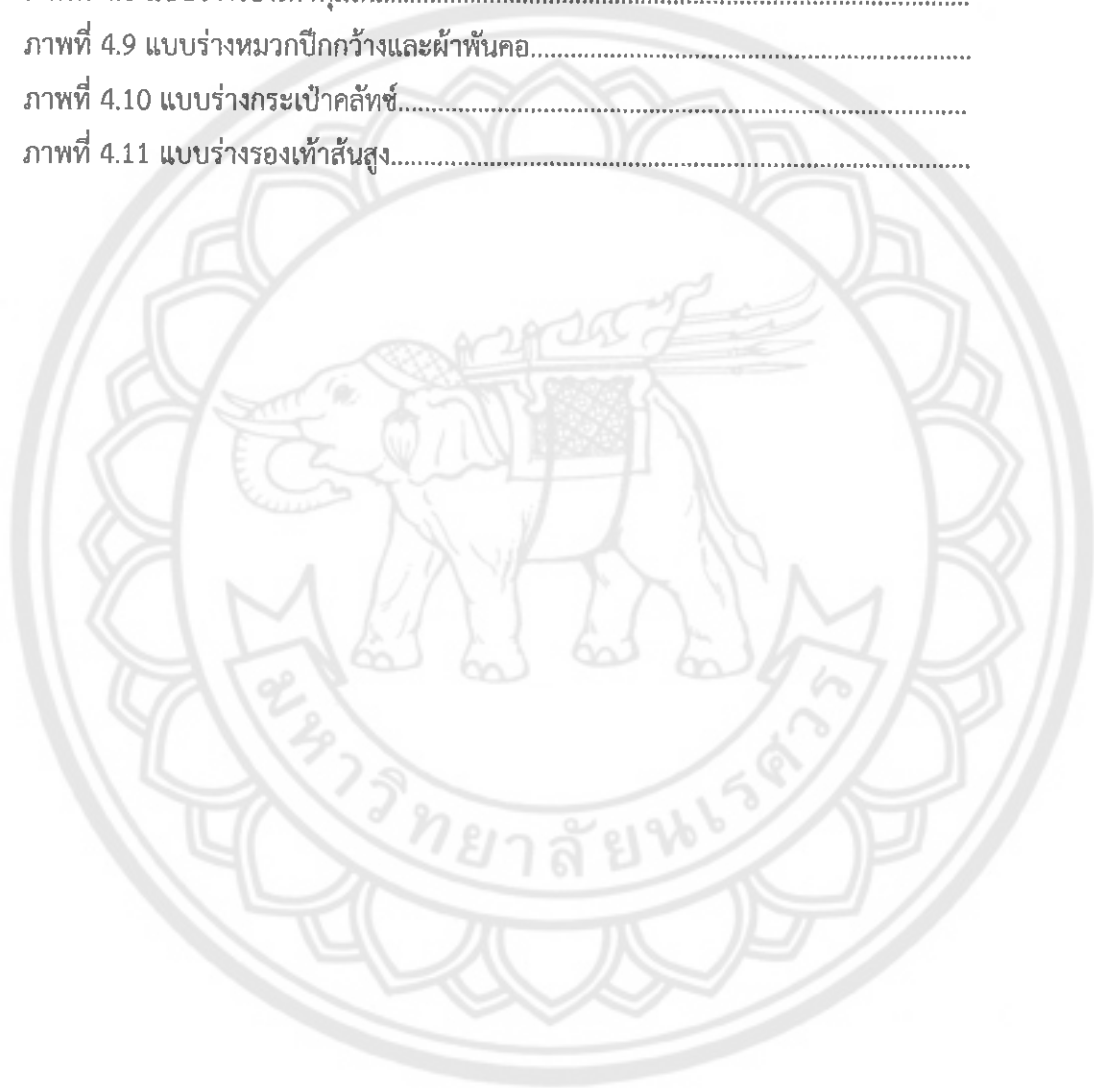 ภาพที่ 4.9 แบบร่างหมวกปีกกว้างและผ้าพันคอ
ภาพที่ 4.10 แบบร่างกระเป๋าคลัทช์
ภาพที่ 4.11 แบบร่างรองเท้าส้นสูง
มหาวิทยาลัยนเรศวร